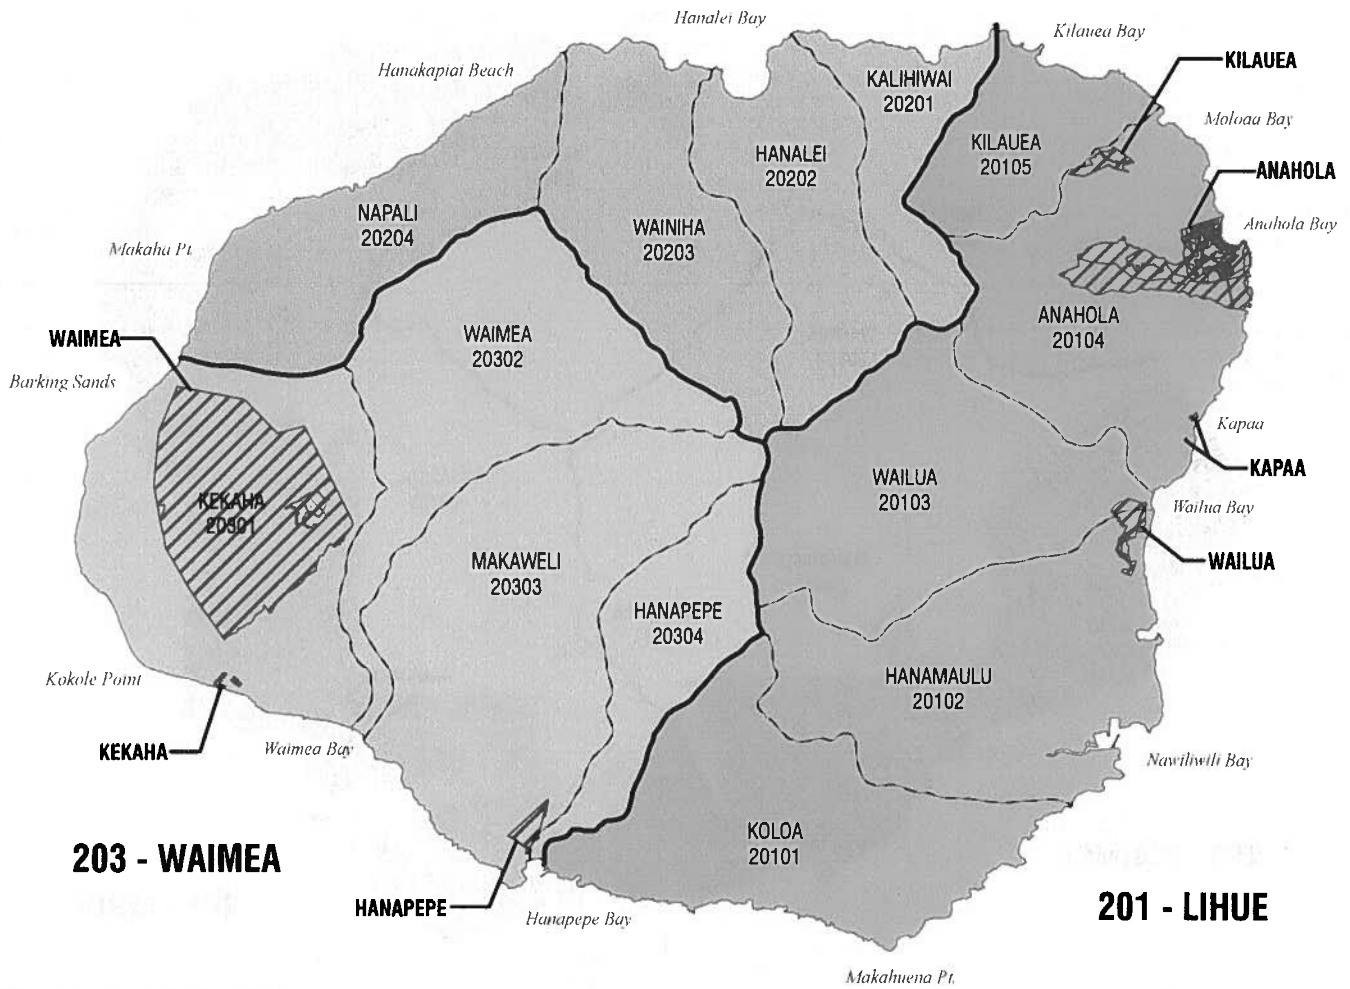 Hanalei Bay
Kilauea Bay
KILAUEA
Hanakapiai Beach
KALIHIWAI
20201
Moloaa Bay
KILAUEA
20105
HANALEI
20202
ANAHOLA
NAPALI
20204
WAINIHA
20203
Anahola Bay
Makaha Pt.
WAIMEA
20302
ANAHOLA
20104
WAIMEA
Barking Sands
Kapaa
KAPAA
WAILUA
20103
KEKAHA
20301
Wailua Bay
MAKAWELI
20303
WAILUA
HANAPEPE
20304
HANAMAULU
20102
Kokole Point
KEKAHA
Waimea Bay
Nawiliwili Bay
KOLOA
20101
203 - WAIMEA
HANAPEPE
Hanapepe Bay
201 - LIHUE
Makahuena Pt.